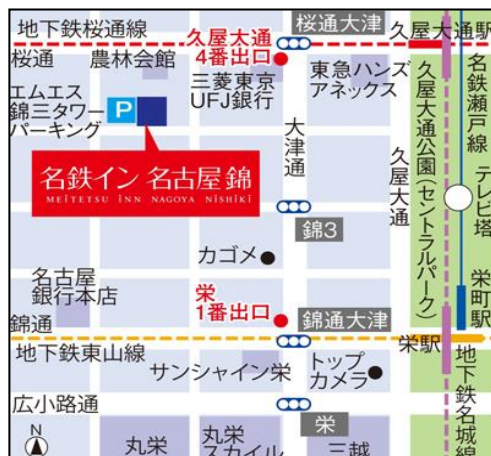 地下鉄桜通線
桜通大津
久屋大通駅
桜通
農林会館
久屋大通
4番出口
三菱東京
UFJ銀行
東急ハンズ
アネックス
エムエス
錦三タワー
パーキング
P
名鉄イン 名古屋錦
MEITETSU INN NAGOYA NISHIKI
大津通
久屋大通
久屋大通公園(セントラルパーク)
名鉄瀬戸線
テレビ塔
錦3
カゴメ
名古屋
銀行本店
栄
1番出口
錦通大津
栄町駅
錦通
地下鉄東山線
栄駅
サンシャイン栄
トップ
カメラ
地下鉄名城線
広小路通
栄
N
丸栄
丸栄
スカイル
三越